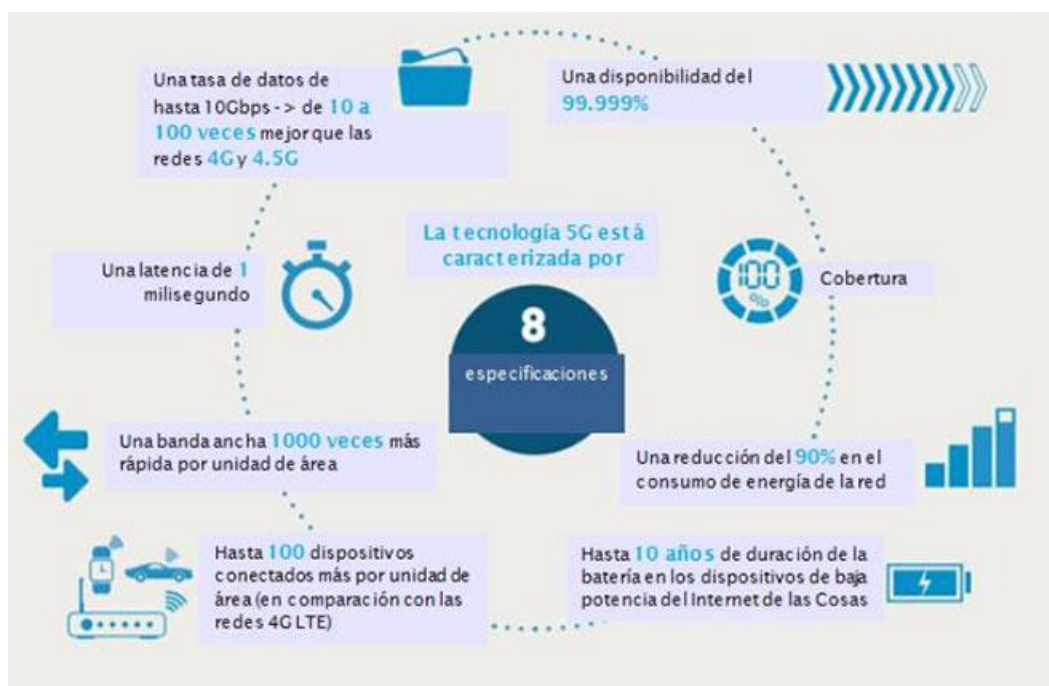 Una tasa de datos de
hasta 10Gbps -> de 10 a
100 veces mejor que las
redes 4G y 4.5G
Una disponibilidad del
99.999%
La tecnología 5G está
caracterizada por
8
especificaciones
Una latencia de 1
milisegundo
100
%
Cobertura
Una banda ancha 1000 veces más
rápida por unidad de área
Una reducción del 90% en el
consumo de energía de la red
Hasta 100 dispositivos
conectados más por unidad de
área (en comparación con las
redes 4G LTE)
Hasta 10 años de duración de la
batería en los dispositivos de baja
potencia del Internet de las Cosas